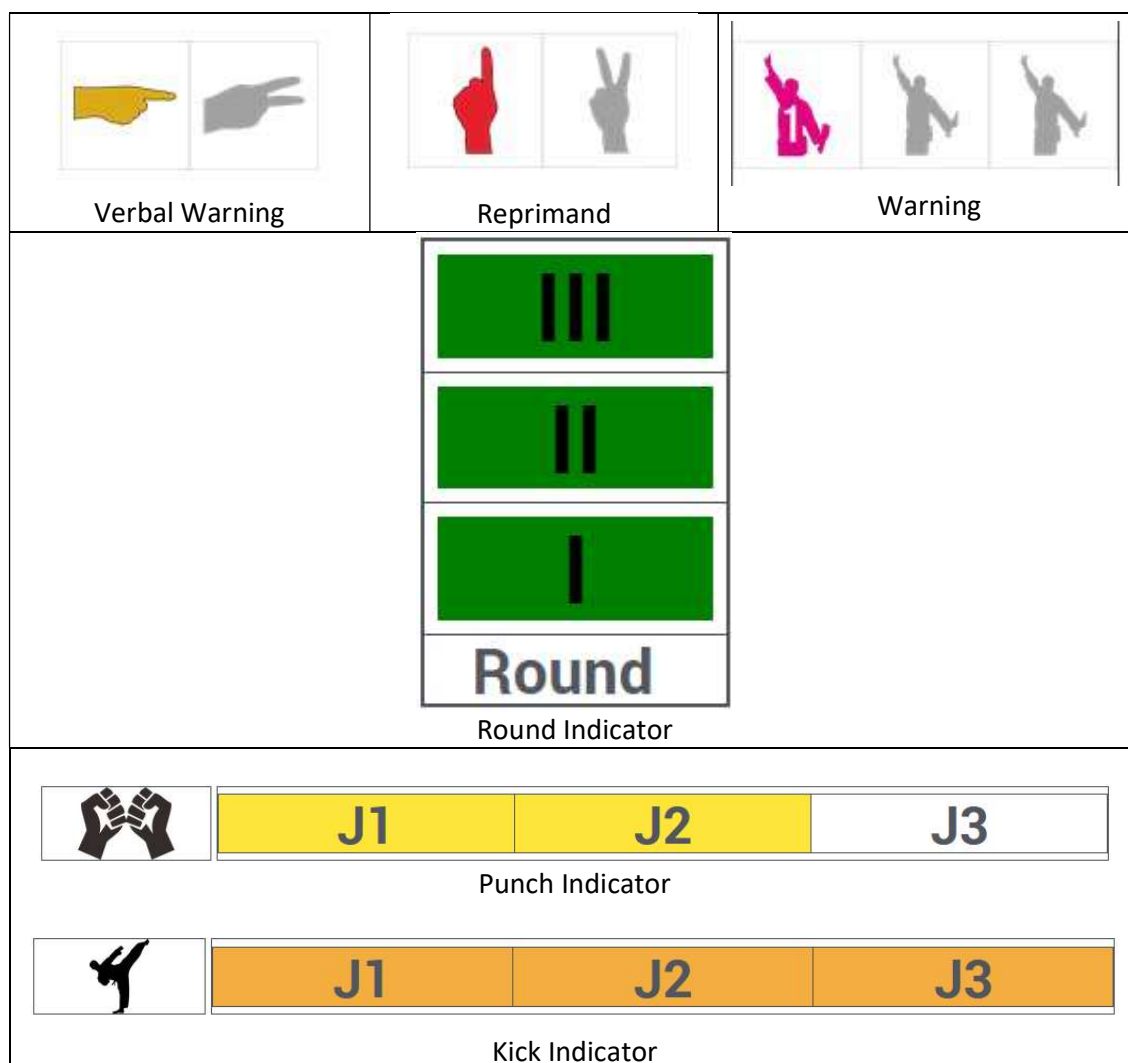 1
Verbal Warning
Reprimand
Warning
III
II
I
Round
Round Indicator
J1 J2 J3
Punch Indicator
J1 J2 J3
Kick Indicator